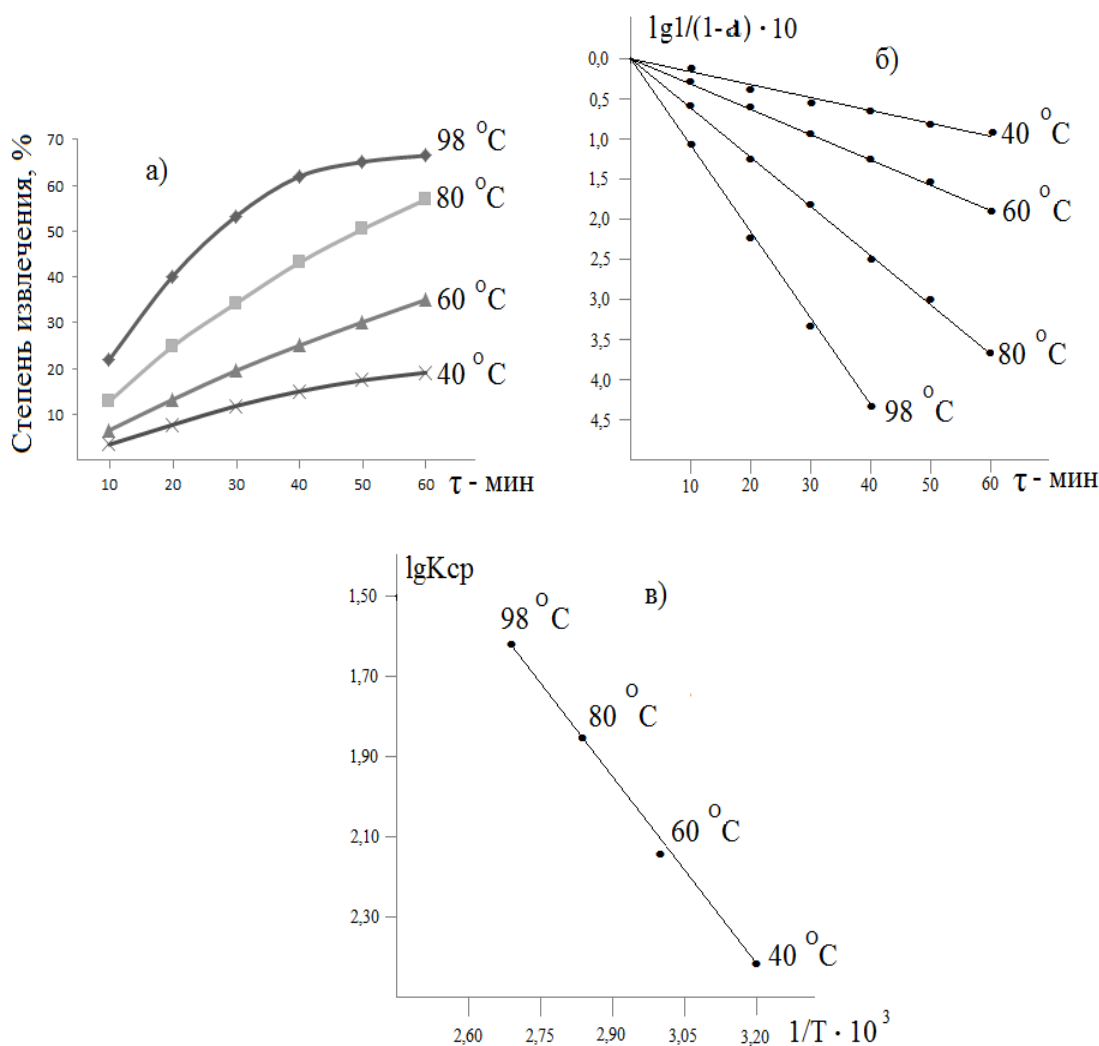 а)
Степень извлечения, %
70
60
50
40
30
20
10
98 °C
80 °C
60 °C
40 °C
10 20 30 40 50 60 τ - мин
lg1/(1-α) · 10
б)
0,0
0,5
1,0
1,5
2,0
2,5
3,0
3,5
4,0
4,5
40 °C
60 °C
80 °C
98 °C
10 20 30 40 50 60 τ - мин
lgKcp
в)
1,50
1,70
1,90
2,10
2,30
98 °C
80 °C
60 °C
40 °C
2,60 2,75 2,90 3,05 3,20 1/T · 10³